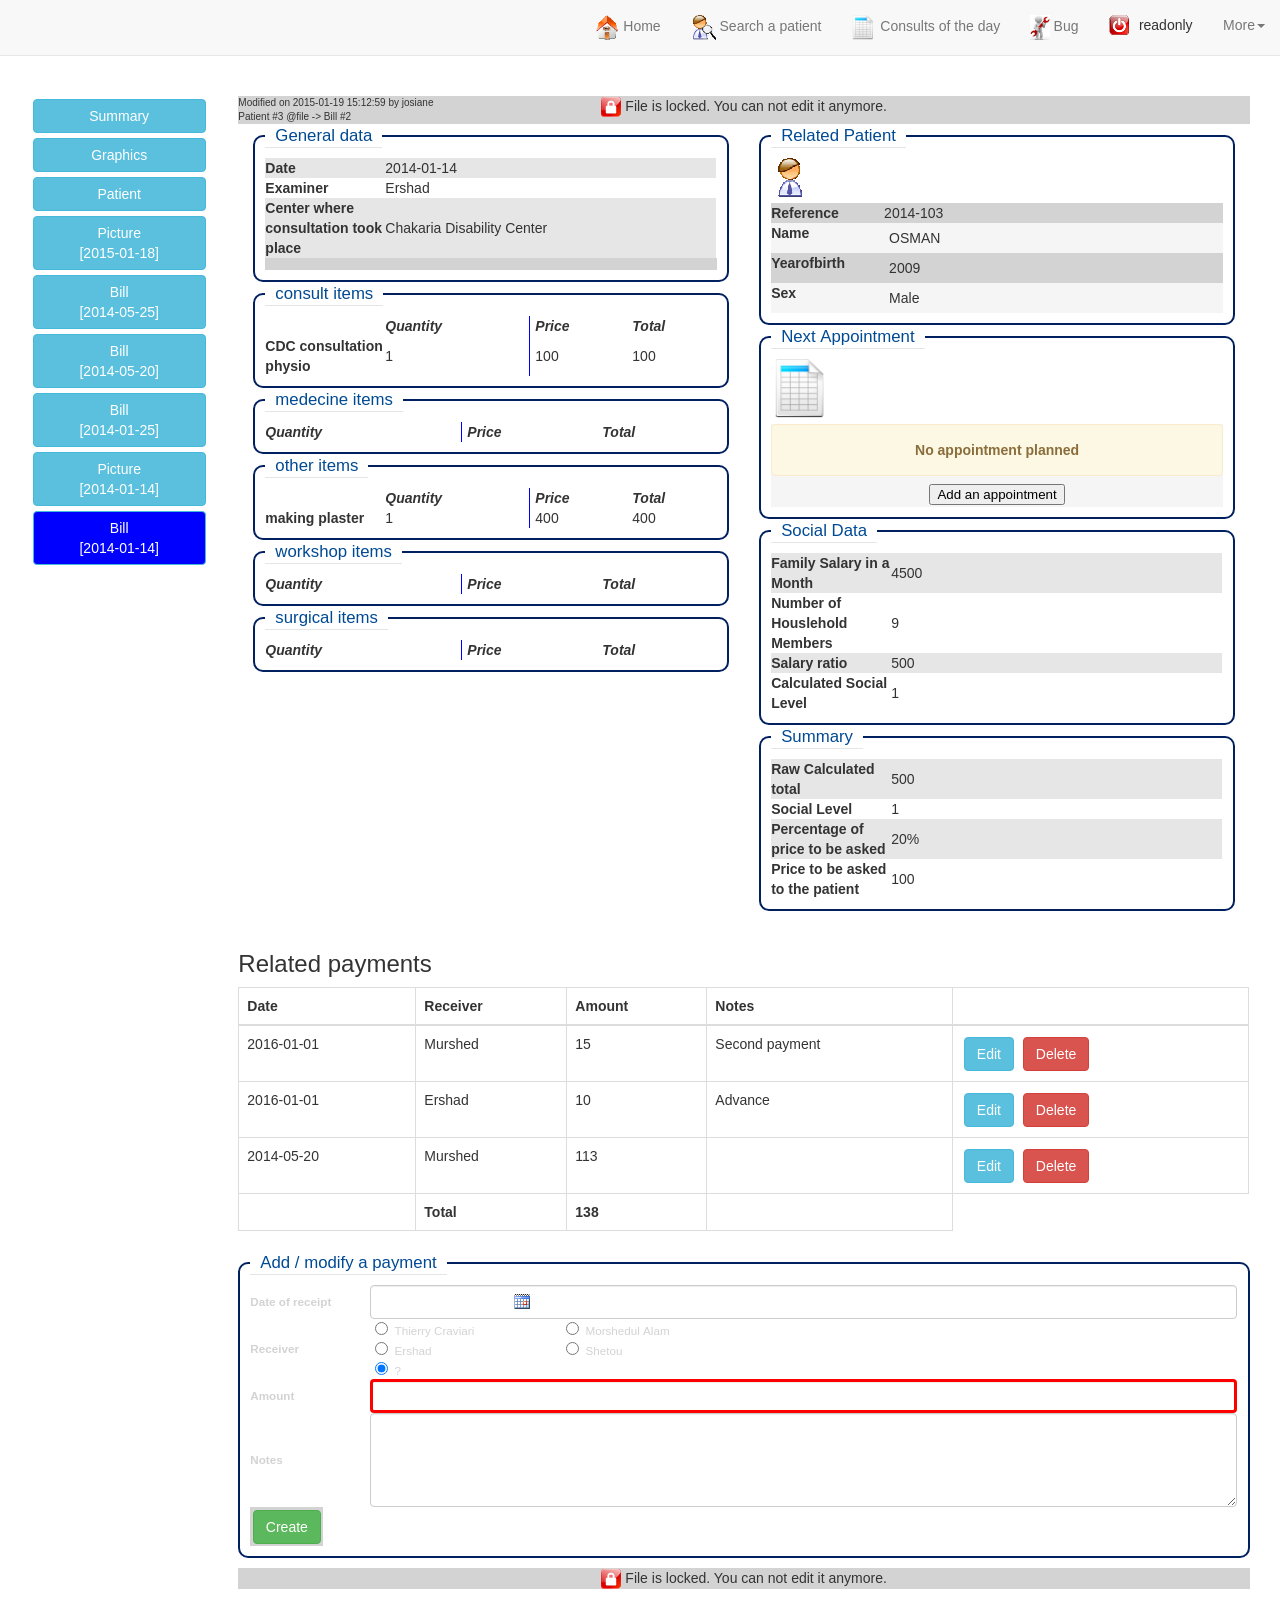 Home Search a patient Consults of the day Bug readonly More
Summary
Graphics
Patient
Picture
[2015-01-18]
Bill
[2014-05-25]
Bill
[2014-05-20]
Bill
[2014-01-25]
Picture
[2014-01-14]
Bill
[2014-01-14]
Modified on 2015-01-19 15:12:59 by josiane
Patient #3 @file -> Bill #2
File is locked. You can not edit it anymore.
General data
Date 2014-01-14
Examiner Ershad
Center where
consultation took Chakaria Disability Center
place
consult items
Quantity Price Total
CDC consultation
physio 1 100 100
medecine items
Quantity Price Total
other items
Quantity Price Total
making plaster 1 400 400
workshop items
Quantity Price Total
surgical items
Quantity Price Total
Related Patient
Reference 2014-103
Name OSMAN
Yearofbirth 2009
Sex Male
Next Appointment
No appointment planned
Add an appointment
Social Data
Family Salary in a
Month 4500
Number of
Houslehold 9
Members
Salary ratio 500
Calculated Social
Level 1
Summary
Raw Calculated
total 500
Social Level 1
Percentage of
price to be asked 20%
Price to be asked
to the patient 100
Related payments
Date Receiver Amount Notes
2016-01-01 Murshed 15 Second payment Edit Delete
2016-01-01 Ershad 10 Advance Edit Delete
2014-05-20 Murshed 113 Edit Delete
Total 138
Add / modify a payment
Date of receipt
Receiver
Thierry Craviari Morshedul Alam
Ershad Shetou
?
Amount
Notes
Create
File is locked. You can not edit it anymore.